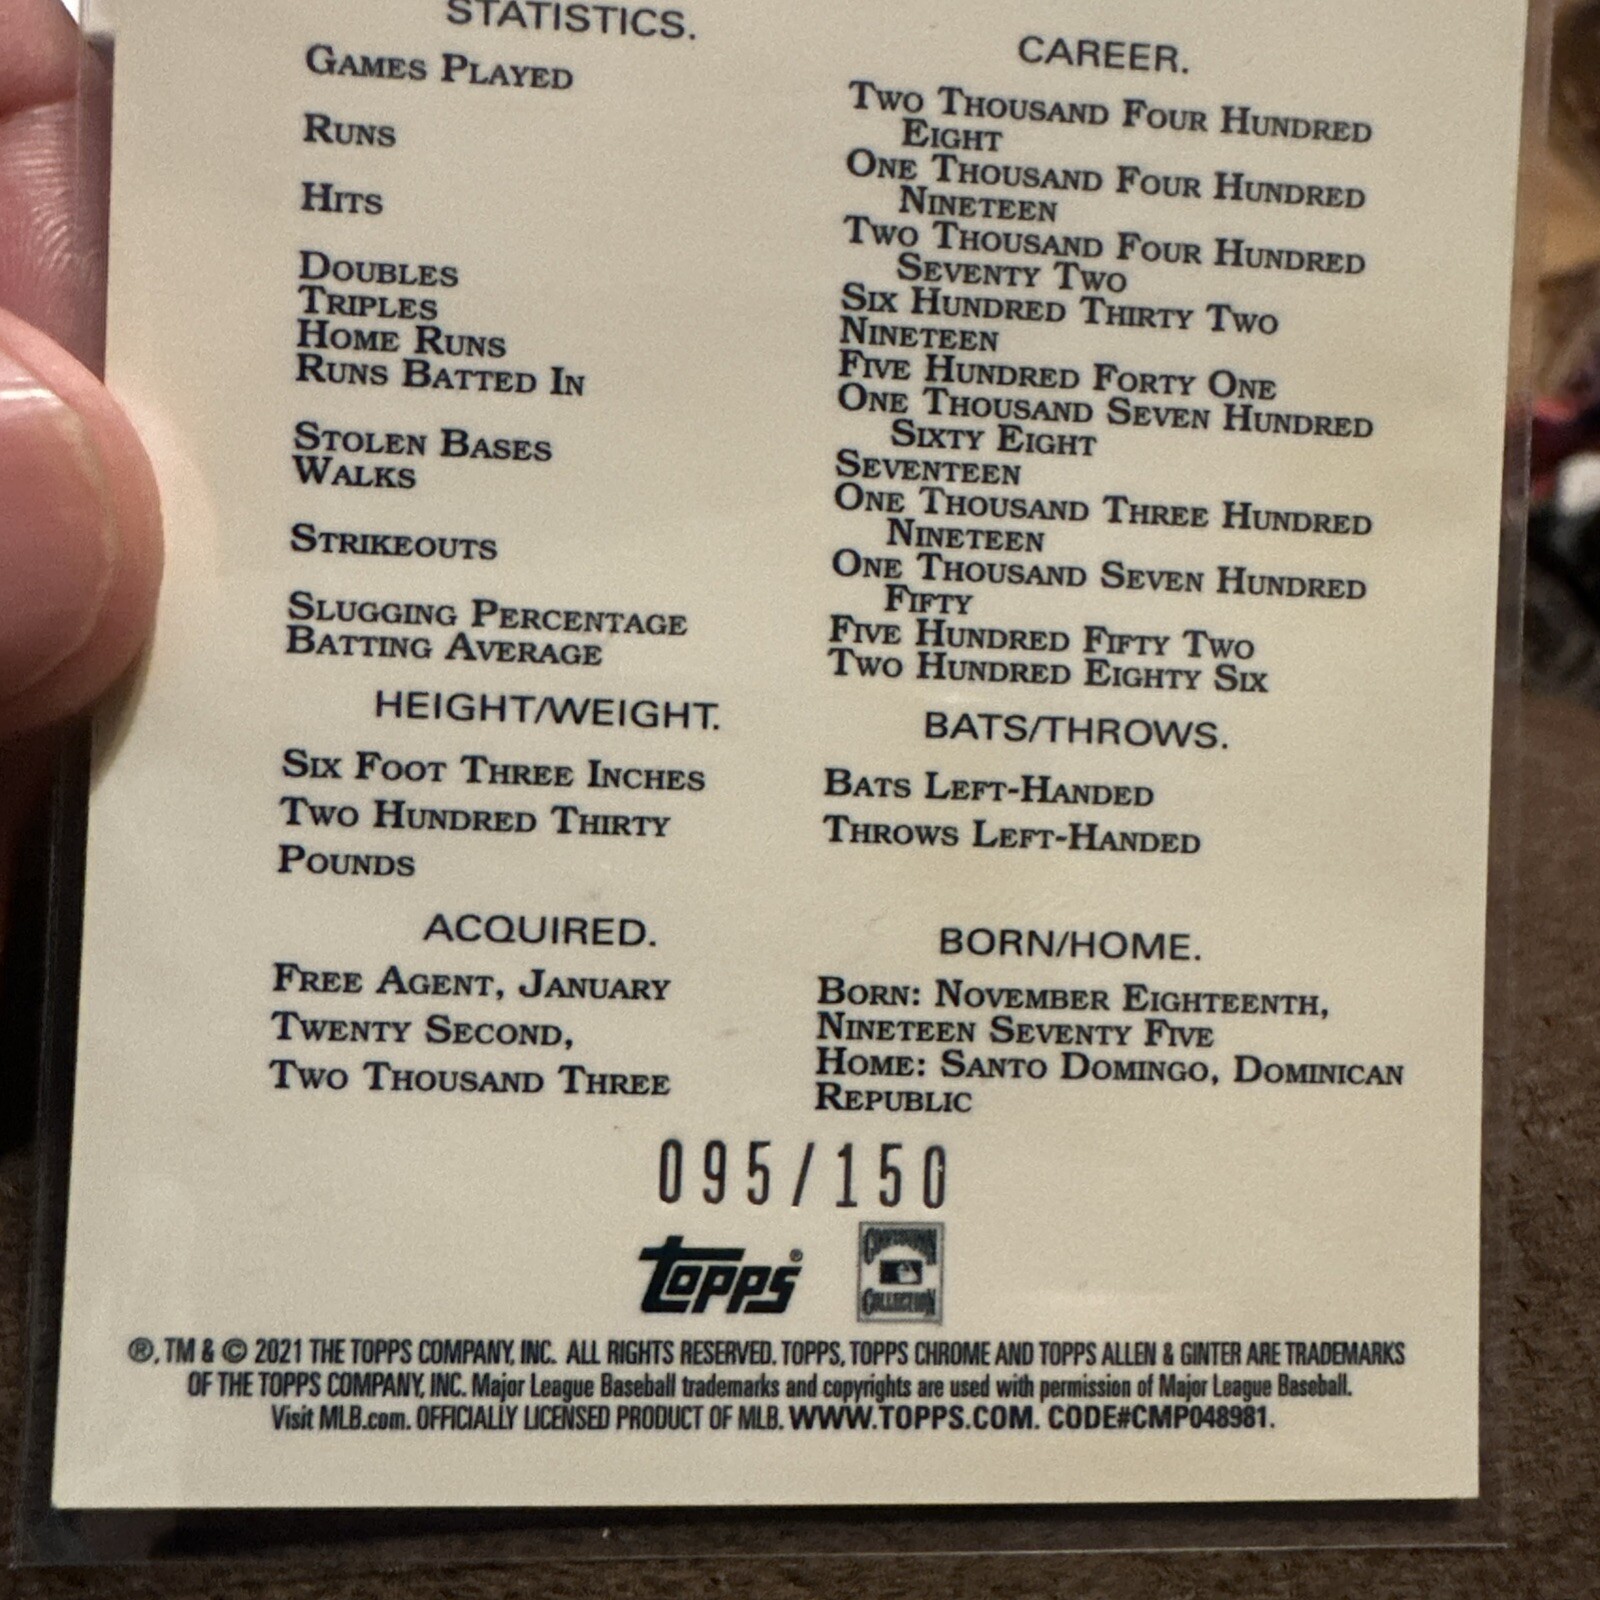 STATISTICS.
CAREER.
GAMES PLAYED
TWO THOUSAND FOUR HUNDRED
EIGHT
RUNS
ONE THOUSAND FOUR HUNDRED
NINETEEN
HITS
TWO THOUSAND FOUR HUNDRED
SEVENTY TWO
DOUBLES
SIX HUNDRED THIRTY TWO
TRIPLES
NINETEEN
HOME RUNS
FIVE HUNDRED FORTY ONE
RUNS BATTED IN
ONE THOUSAND SEVEN HUNDRED
SIXTY EIGHT
STOLEN BASES
SEVENTEEN
WALKS
ONE THOUSAND THREE HUNDRED
NINETEEN
STRIKEOUTS
ONE THOUSAND SEVEN HUNDRED
FIFTY
SLUGGING PERCENTAGE
FIVE HUNDRED FIFTY TWO
BATTING AVERAGE
TWO HUNDRED EIGHTY SIX
HEIGHT/WEIGHT.
SIX FOOT THREE INCHES
TWO HUNDRED THIRTY
POUNDS
BATS/THROWS.
BATS LEFT-HANDED
THROWS LEFT-HANDED
ACQUIRED.
FREE AGENT, JANUARY
TWENTY SECOND,
TWO THOUSAND THREE
BORN/HOME.
BORN: NOVEMBER EIGHTEENTH,
NINETEEN SEVENTY FIVE
HOME: SANTO DOMINGO, DOMINICAN
REPUBLIC
095/150
topps®
COOPERSTOWN
COLLECTION
®, TM & © 2021 THE TOPPS COMPANY, INC. ALL RIGHTS RESERVED. TOPPS, TOPPS CHROME AND TOPPS ALLEN & GINTER ARE TRADEMARKS
OF THE TOPPS COMPANY, INC. Major League Baseball trademarks and copyrights are used with permission of Major League Baseball.
Visit MLB.com. OFFICIALLY LICENSED PRODUCT OF MLB. WWW.TOPPS.COM. CODE#CMP048981.